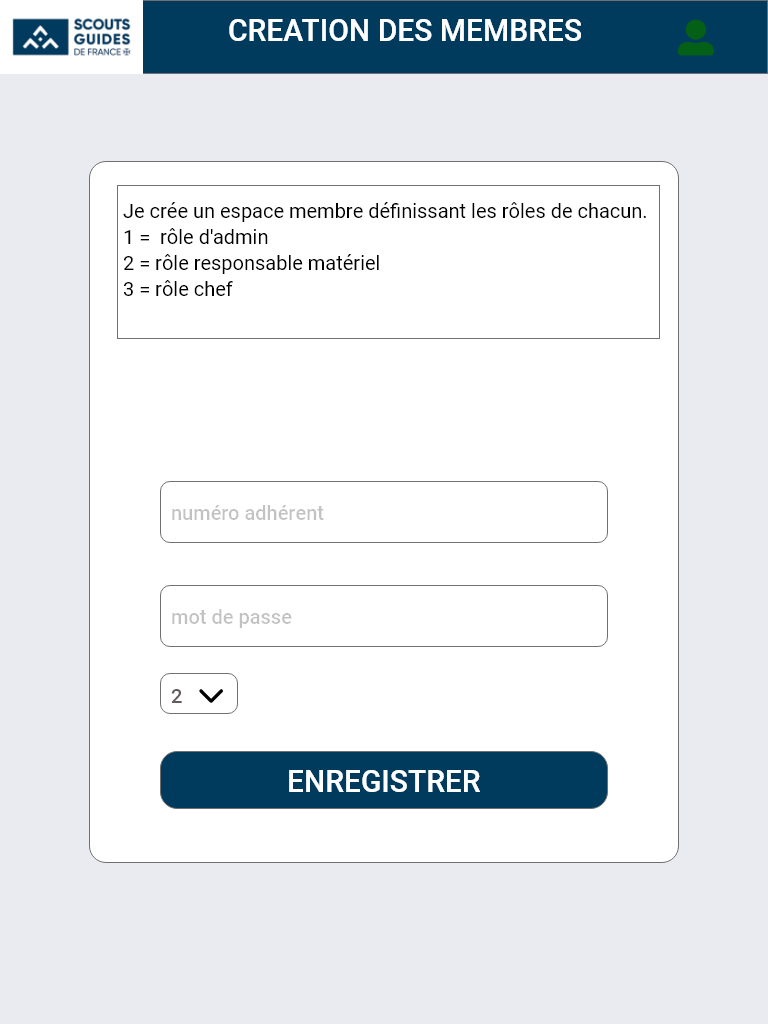 SCOUTS
GUIDES
DE FRANCE
CREATION DES MEMBRES
Je crée un espace membre définissant les rôles de chacun.
1 =  rôle d'admin
2 = rôle responsable matériel
3 = rôle chef
numéro adhérent
mot de passe
2
ENREGISTRER